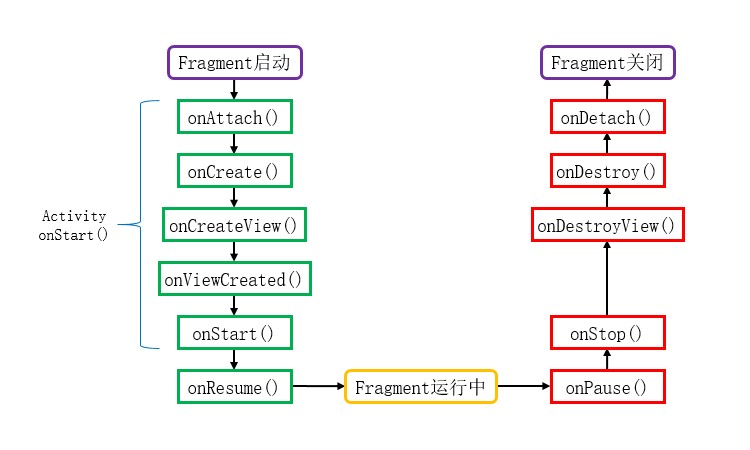 Fragment启动
onAttach()
onCreate()
onCreateView()
onViewCreated()
onStart()
onResume()
Activity
onStart()
Fragment运行中
Fragment关闭
onDetach()
onDestroy()
onDestroyView()
onStop()
onPause()